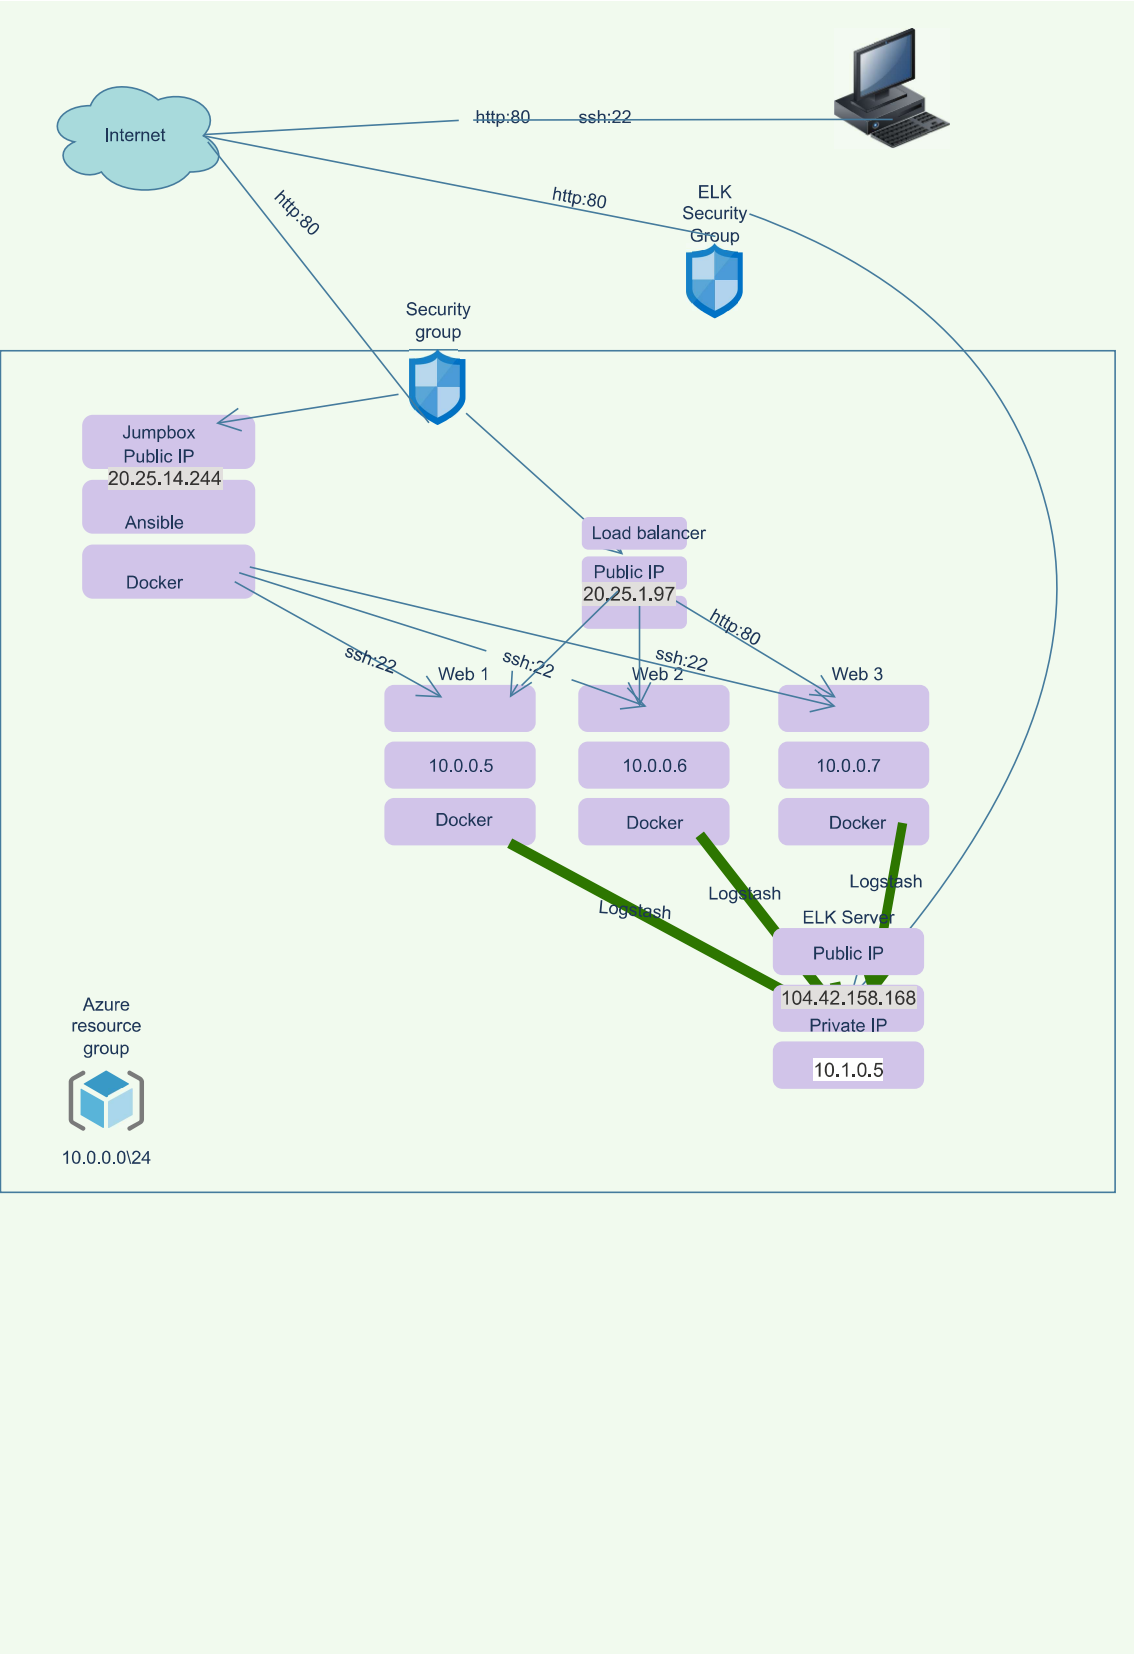 Internet
http:80
ssh:22
http:80
http:80
ELK
Security
Group
Security
group
Jumpbox
Public IP
20.25.14.244
Ansible
Docker
Load balancer
Public IP
20.25.1.97
http:80
ssh:22
ssh:22
ssh:22
Web 1
Web 2
Web 3
10.0.0.5
10.0.0.6
10.0.0.7
Docker
Docker
Docker
Logstash
Logstash
Logstash
ELK Server
Public IP
104.42.158.168
Private IP
10.1.0.5
Azure
resource
group
10.0.0.0\24